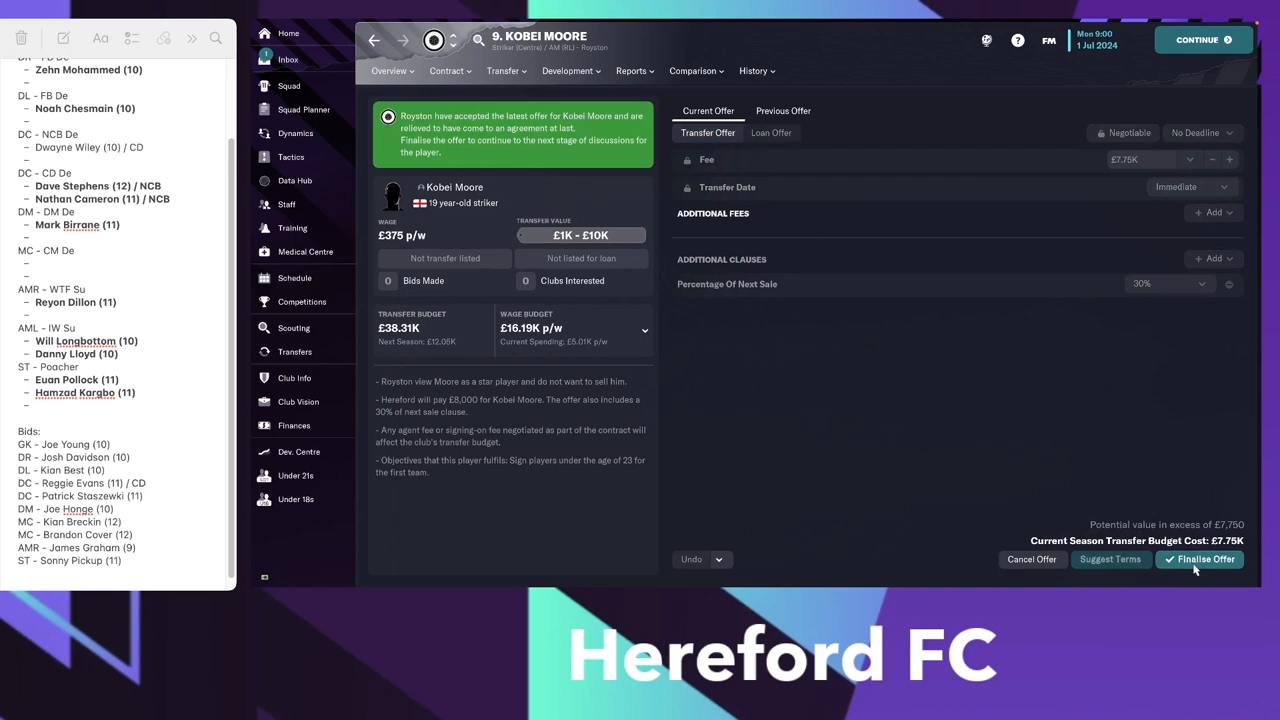 DR - FB De
– Zehn Mohammed (10)
–
DL - FB De
– Noah Chesmain (10)
–
DC - NCB De
– Dwayne Wiley (10) / CD
–
DC - CD De
– Dave Stephens (12) / NCB
– Nathan Cameron (11) / NCB
DM - DM De
– Mark Birrane (11)
–
MC - CM De
–
–
AMR - WTF Su
– Reyon Dillon (11)
–
AML - IW Su
– Will Longbottom (10)
– Danny Lloyd (10)
ST - Poacher
– Euan Pollock (11)
– Hamzad Kargbo (11)
–
Bids:
GK - Joe Young (10)
DR - Josh Davidson (10)
DL - Kian Best (10)
DC - Reggie Evans (11) / CD
DC - Patrick Staszewki (11)
DM - Joe Honge (10)
MC - Kian Breckin (12)
MC - Brandon Cover (12)
AMR - James Graham (9)
ST - Sonny Pickup (11)
Aa
Home
1
Inbox
Squad
Squad Planner
Dynamics
Tactics
Data Hub
Staff
Training
Medical Centre
Schedule
Competitions
Scouting
Transfers
Club Info
Club Vision
Finances
Dev. Centre
Under 21s
Under 18s
9. KOBEI MOORE
Striker (Centre) / AM (RL) - Royston
FM
Mon 9:00
1 Jul 2024
CONTINUE
Overview
Contract
Transfer
Development
Reports
Comparison
History
Royston have accepted the latest offer for Kobei Moore and are
relieved to have come to an agreement at last.
Finalise the offer to continue to the next stage of discussions for
the player.
Kobei Moore
19 year-old striker
WAGE
£375 p/w
TRANSFER VALUE
£1K - £10K
Not transfer listed
Not listed for loan
0 Bids Made
0 Clubs Interested
TRANSFER BUDGET
£38.31K
Next Season: £12.05K
WAGE BUDGET
£16.19K p/w
Current Spending: £5.01K p/w
- Royston view Moore as a star player and do not want to sell him.
- Hereford will pay £8,000 for Kobei Moore. The offer also includes a
30% of next sale clause.
- Any agent fee or signing-on fee negotiated as part of the contract will
affect the club's transfer budget.
- Objectives that this player fulfils: Sign players under the age of 23 for
the first team.
Current Offer
Previous Offer
Transfer Offer
Loan Offer
Negotiable
No Deadline
Fee
£7.75K
Transfer Date
Immediate
ADDITIONAL FEES
+ Add
ADDITIONAL CLAUSES
+ Add
Percentage Of Next Sale
30%
Potential value in excess of £7,750
Current Season Transfer Budget Cost: £7.75K
Undo
Cancel Offer
Suggest Terms
Finalise Offer
Hereford FC